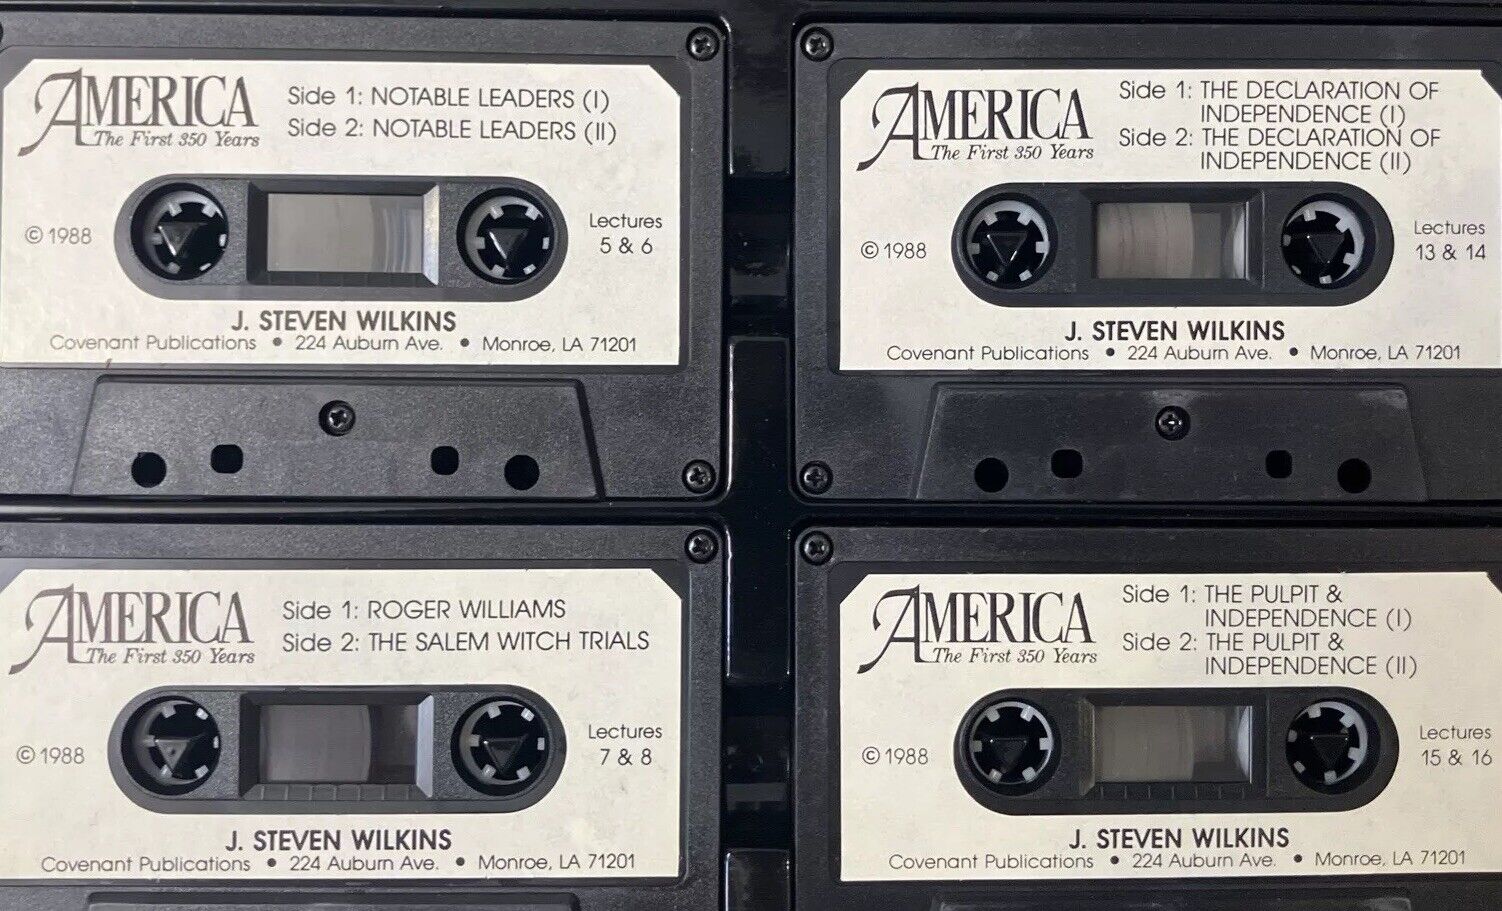 AMERICA
The First 350 Years
Side 1: NOTABLE LEADERS (I)
Side 2: NOTABLE LEADERS (II)
© 1988
Lectures
5 & 6
J. STEVEN WILKINS
Covenant Publications • 224 Auburn Ave. • Monroe, LA 71201
AMERICA
The First 350 Years
Side 1: THE DECLARATION OF
INDEPENDENCE (I)
Side 2: THE DECLARATION OF
INDEPENDENCE (II)
© 1988
Lectures
13 & 14
J. STEVEN WILKINS
Covenant Publications • 224 Auburn Ave. • Monroe, LA 71201
AMERICA
The First 350 Years
Side 1: ROGER WILLIAMS
Side 2: THE SALEM WITCH TRIALS
© 1988
Lectures
7 & 8
J. STEVEN WILKINS
Covenant Publications • 224 Auburn Ave. • Monroe, LA 71201
AMERICA
The First 350 Years
Side 1: THE PULPIT &
INDEPENDENCE (I)
Side 2: THE PULPIT &
INDEPENDENCE (II)
© 1988
Lectures
15 & 16
J. STEVEN WILKINS
Covenant Publications • 224 Auburn Ave. • Monroe, LA 71201